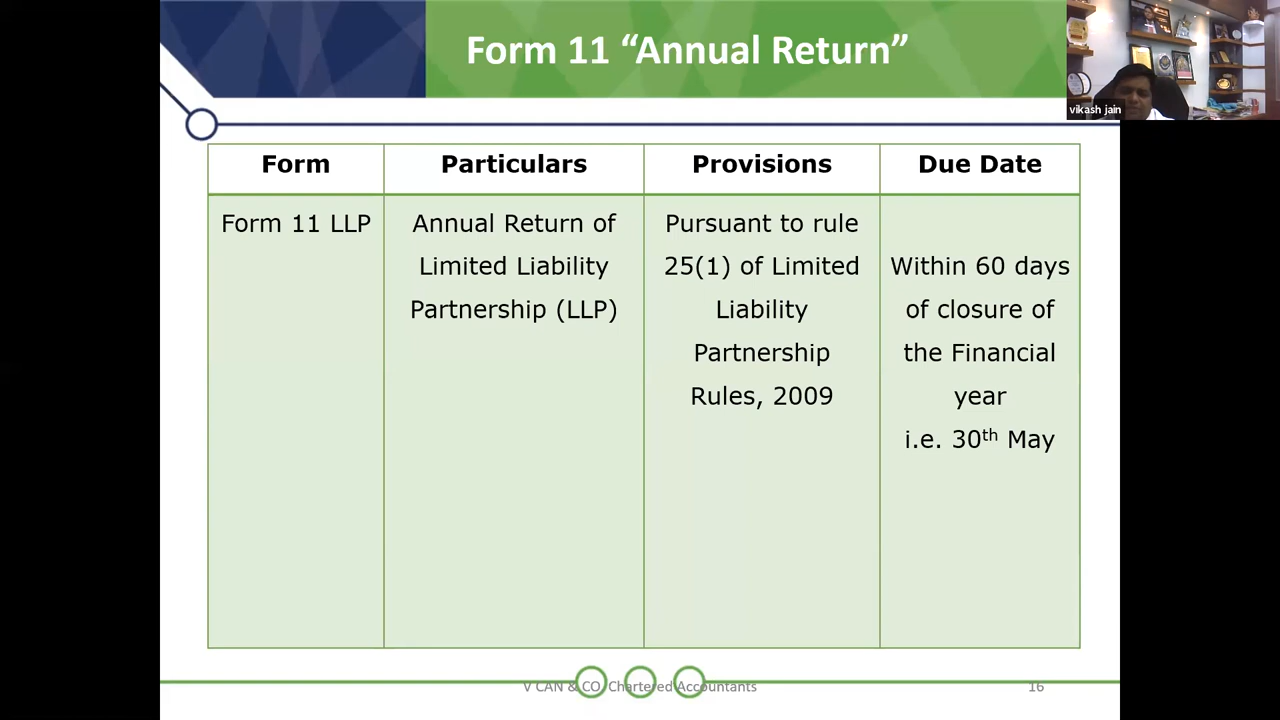 Form 11 “Annual Return”
vikash jain
Form
Particulars
Provisions
Due Date
Form 11 LLP
Annual Return of
Limited Liability
Partnership (LLP)
Pursuant to rule
25(1) of Limited
Liability
Partnership
Rules, 2009
Within 60 days
of closure of
the Financial
year
i.e. 30th May
V CAN & CO, Chartered Accountants
16